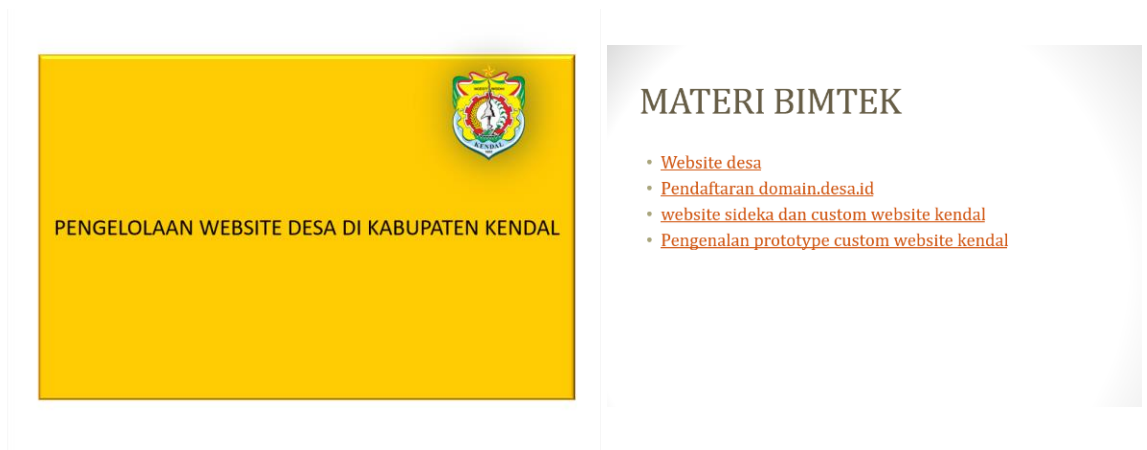 KENDAL
PENGELOLAAN WEBSITE DESA DI KABUPATEN KENDAL
MATERI BIMTEK
• Website desa
• Pendaftaran domain.desa.id
• website sideka dan custom website kendal
• Pengenalan prototype custom website kendal